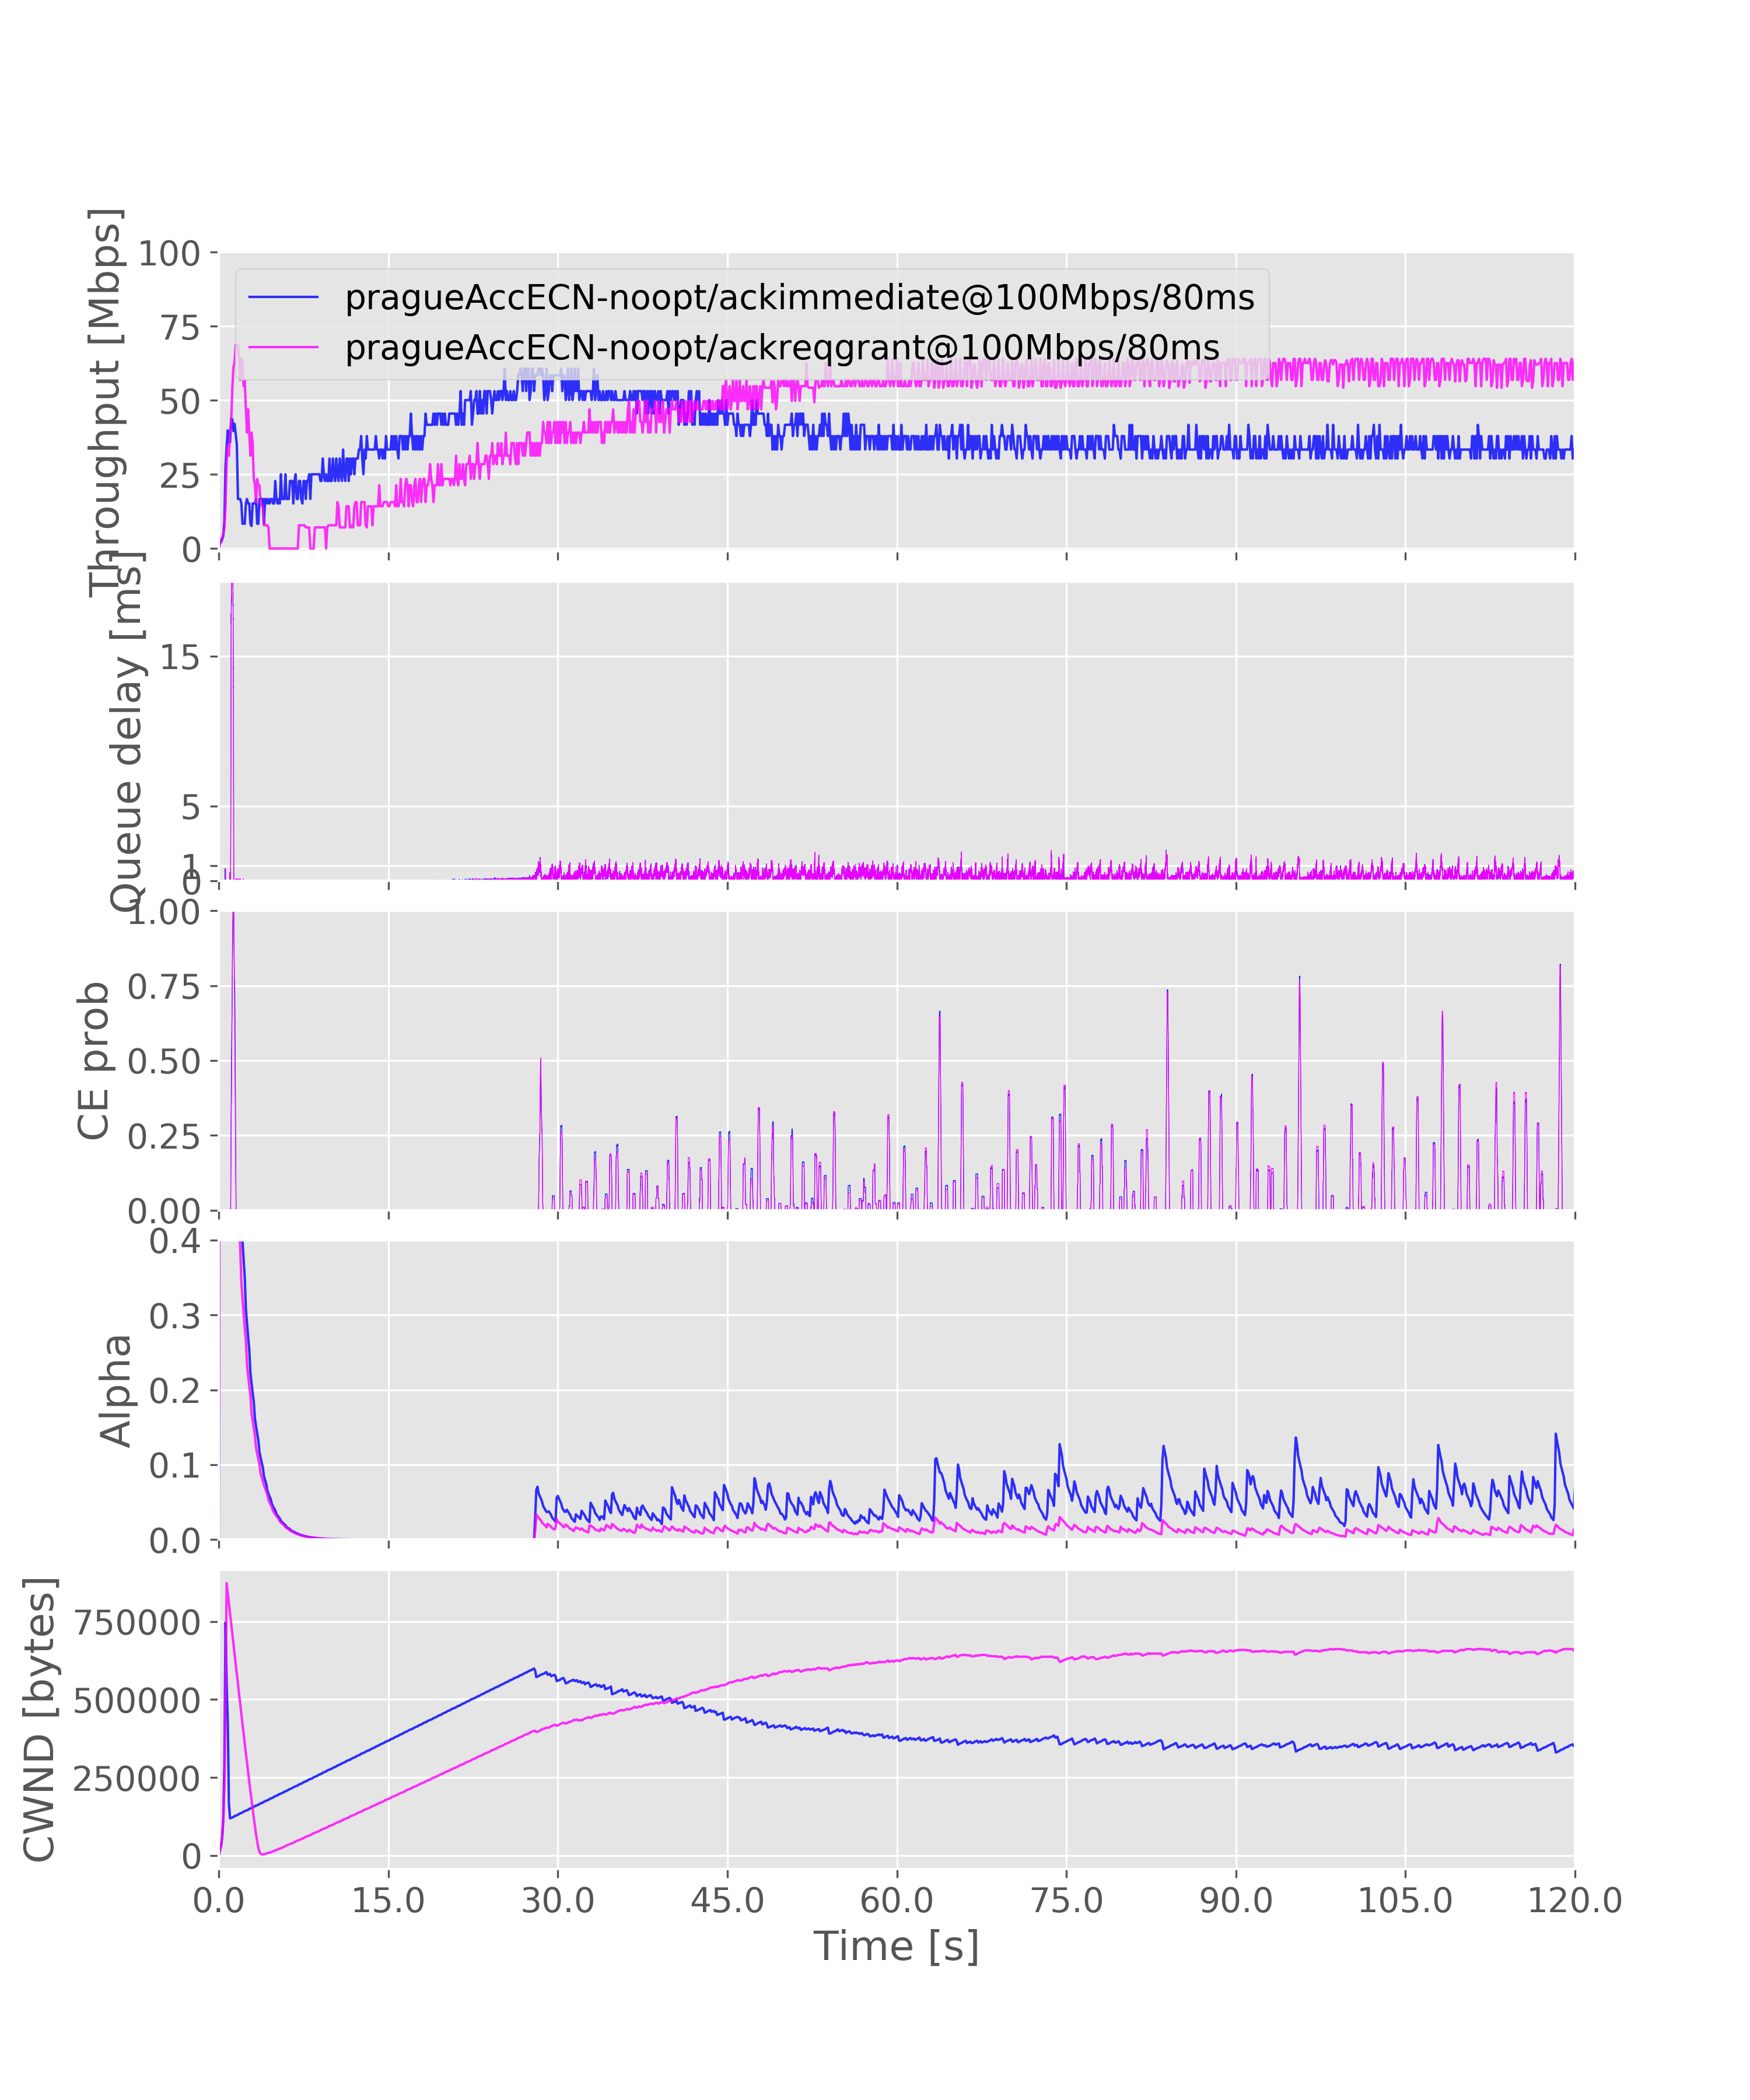 Throughput [Mbps]
100
75
50
25
0
pragueAccECN-noopt/ackimmediate@100Mbps/80ms
pragueAccECN-noopt/ackreqgrant@100Mbps/80ms
Queue delay [ms]
15
5
1
0
CE prob
1.00
0.75
0.50
0.25
0.00
Alpha
0.4
0.3
0.2
0.1
0.0
CWND [bytes]
750000
500000
250000
0
0.0 15.0 30.0 45.0 60.0 75.0 90.0 105.0 120.0
Time [s]